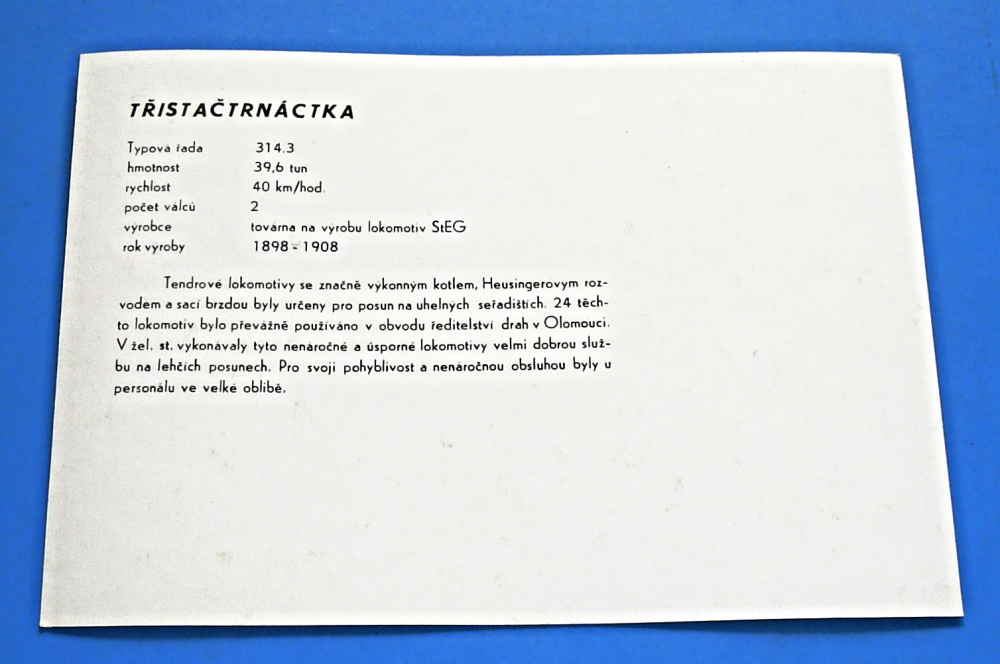 TŘISTAČTRNÁCTKA
Typová řada 314.3
hmotnost 39,6 tun
rychlost 40 km/hod.
počet válců 2
výrobce továrna na výrobu lokomotiv StEG
rok výroby 1898 - 1908
Tendrové lokomotivy se značně výkonným kotlem, Heusingerovým roz-
vodem a sací brzdou byly určeny pro posun na uhelných seřadištích. 24 těch-
to lokomotiv bylo převážně používáno v obvodu ředitelství drah v Olomouci.
V žel. st. vykonávaly tyto nenáročné a úsporné lokomotivy velmi dobrou služ-
bu na lehčích posunech. Pro svoji pohyblivost a nenáročnou obsluhou byly u
personálu ve velké oblibě.